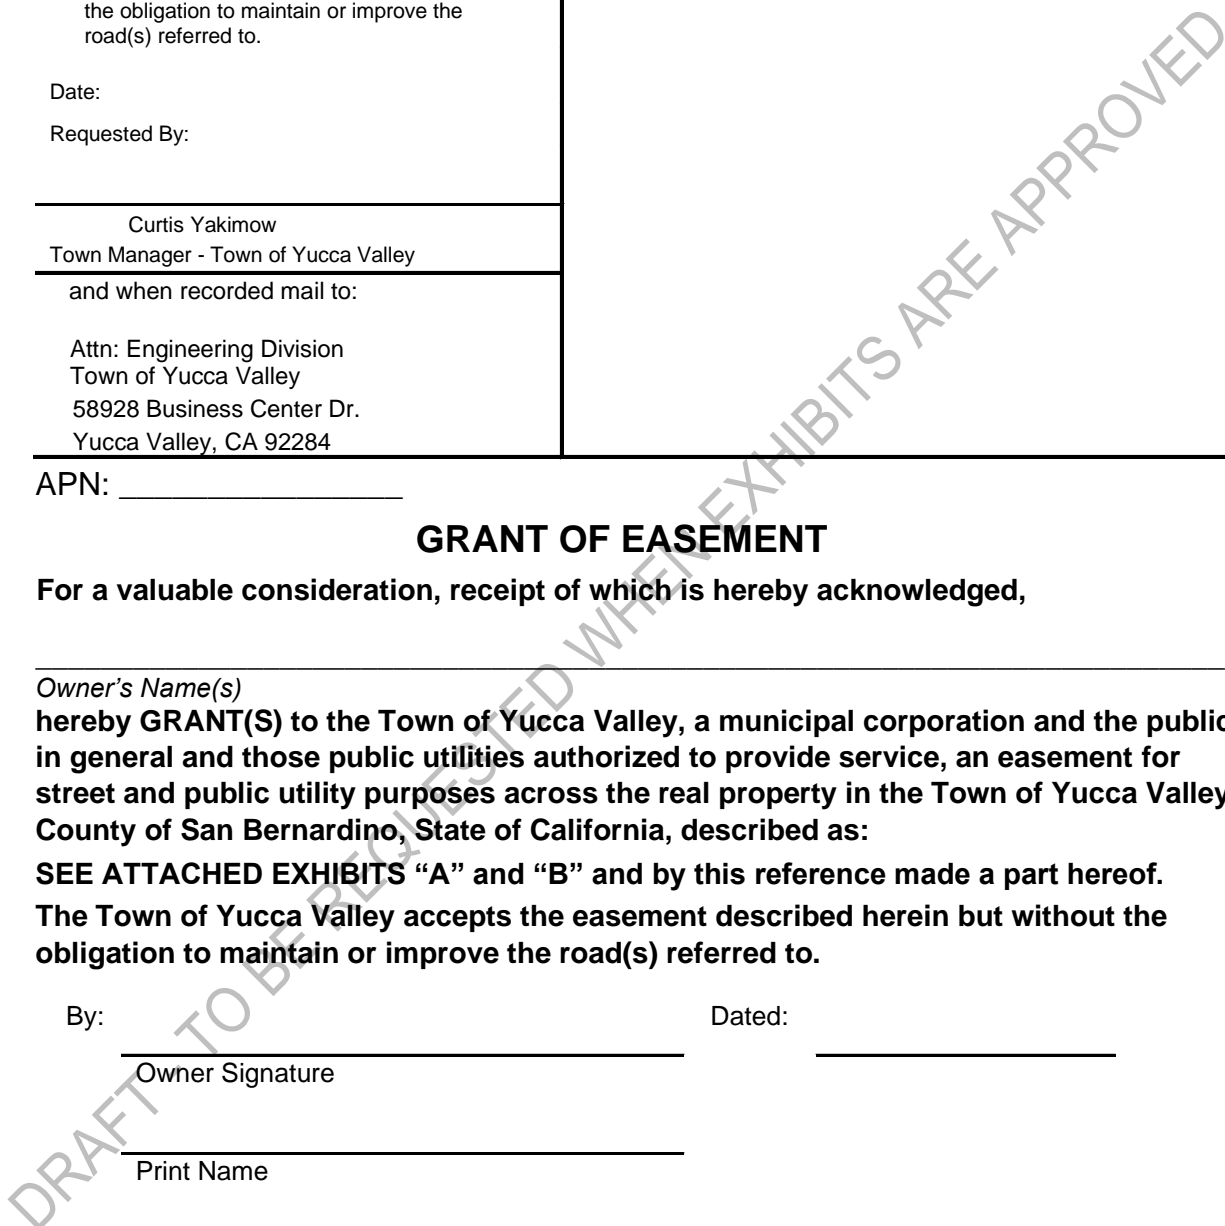 the obligation to maintain or improve the
road(s) referred to.
Date:
Requested By:
Curtis Yakimow
Town Manager - Town of Yucca Valley
and when recorded mail to:
Attn: Engineering Division
Town of Yucca Valley
58928 Business Center Dr.
Yucca Valley, CA 92284
APN: ________________
GRANT OF EASEMENT
For a valuable consideration, receipt of which is hereby acknowledged,
Owner's Name(s)
hereby GRANT(S) to the Town of Yucca Valley, a municipal corporation and the public
in general and those public utilities authorized to provide service, an easement for
street and public utility purposes across the real property in the Town of Yucca Valley
County of San Bernardino, State of California, described as:
SEE ATTACHED EXHIBITS “A” and “B” and by this reference made a part hereof.
The Town of Yucca Valley accepts the easement described herein but without the
obligation to maintain or improve the road(s) referred to.
By: Dated:
Owner Signature
Print Name
DRAFT - TO BE REQUESTED WHEN EXHIBITS ARE APPROVED